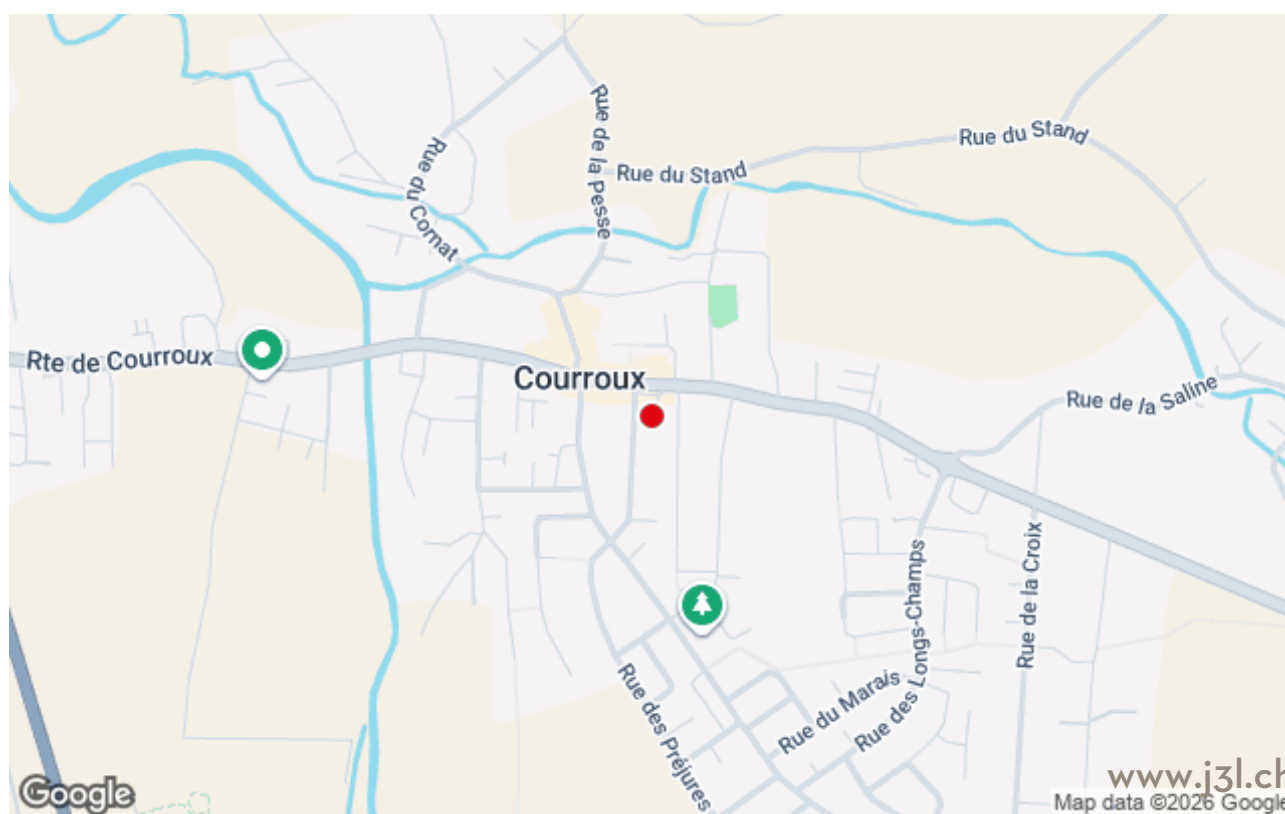 Rue de la Pesse
Rue du Stand
Rue du Stand
Rue du Cornat
Rte de Courroux
Courroux
Rue de la Saline
Rue des Longs-Champs
Rue de la Croix
Rue du Marais
Rue des Préjures
Google
www.j3l.ch
Map data ©2026 Google